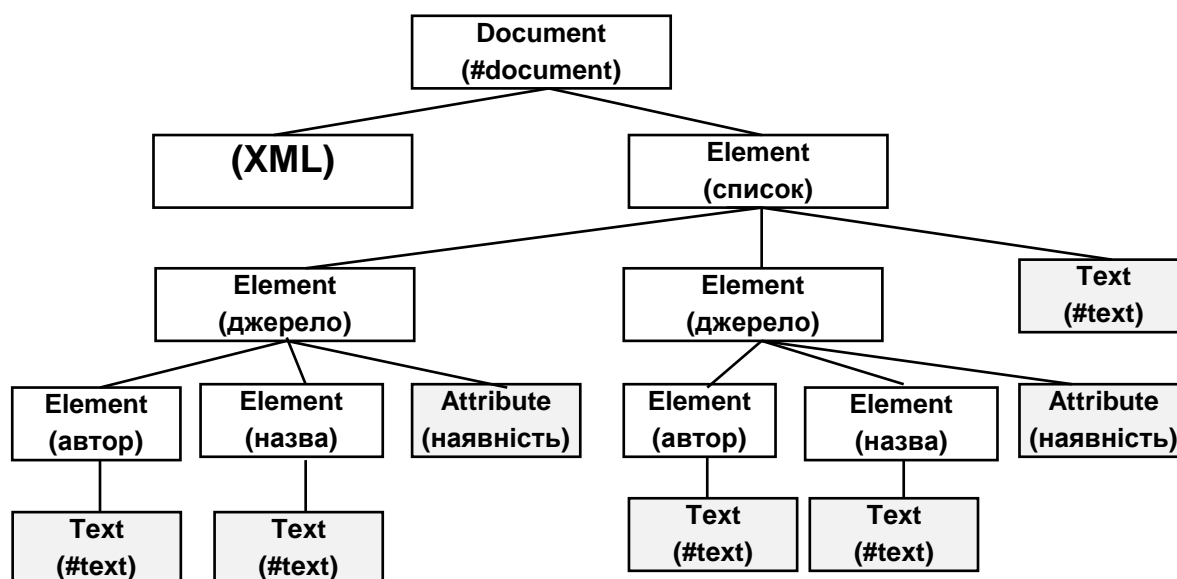 Document
(#document)
(XML)
Element
(список)
Element
(джерело)
Element
(джерело)
Text
(#text)
Element
(автор)
Element
(назва)
Attribute
(наявність)
Element
(автор)
Element
(назва)
Attribute
(наявність)
Text
(#text)
Text
(#text)
Text
(#text)
Text
(#text)